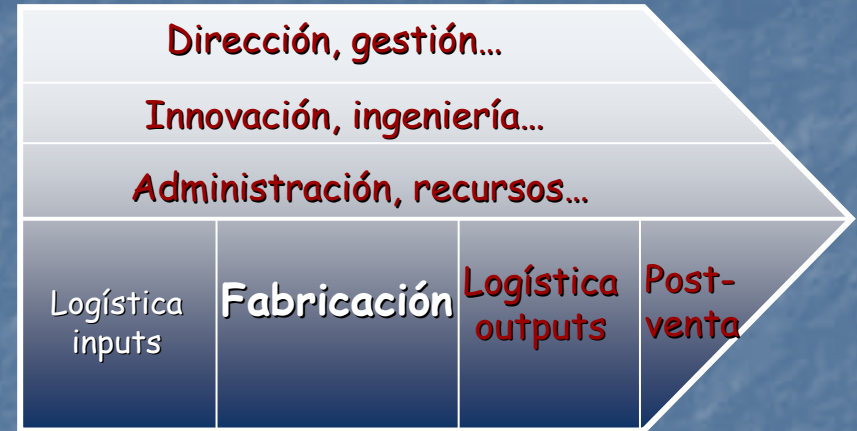 Dirección, gestión…
Innovación, ingeniería…
Administración, recursos…
Logística
inputs
Fabricación
Logística
outputs
Post-
venta